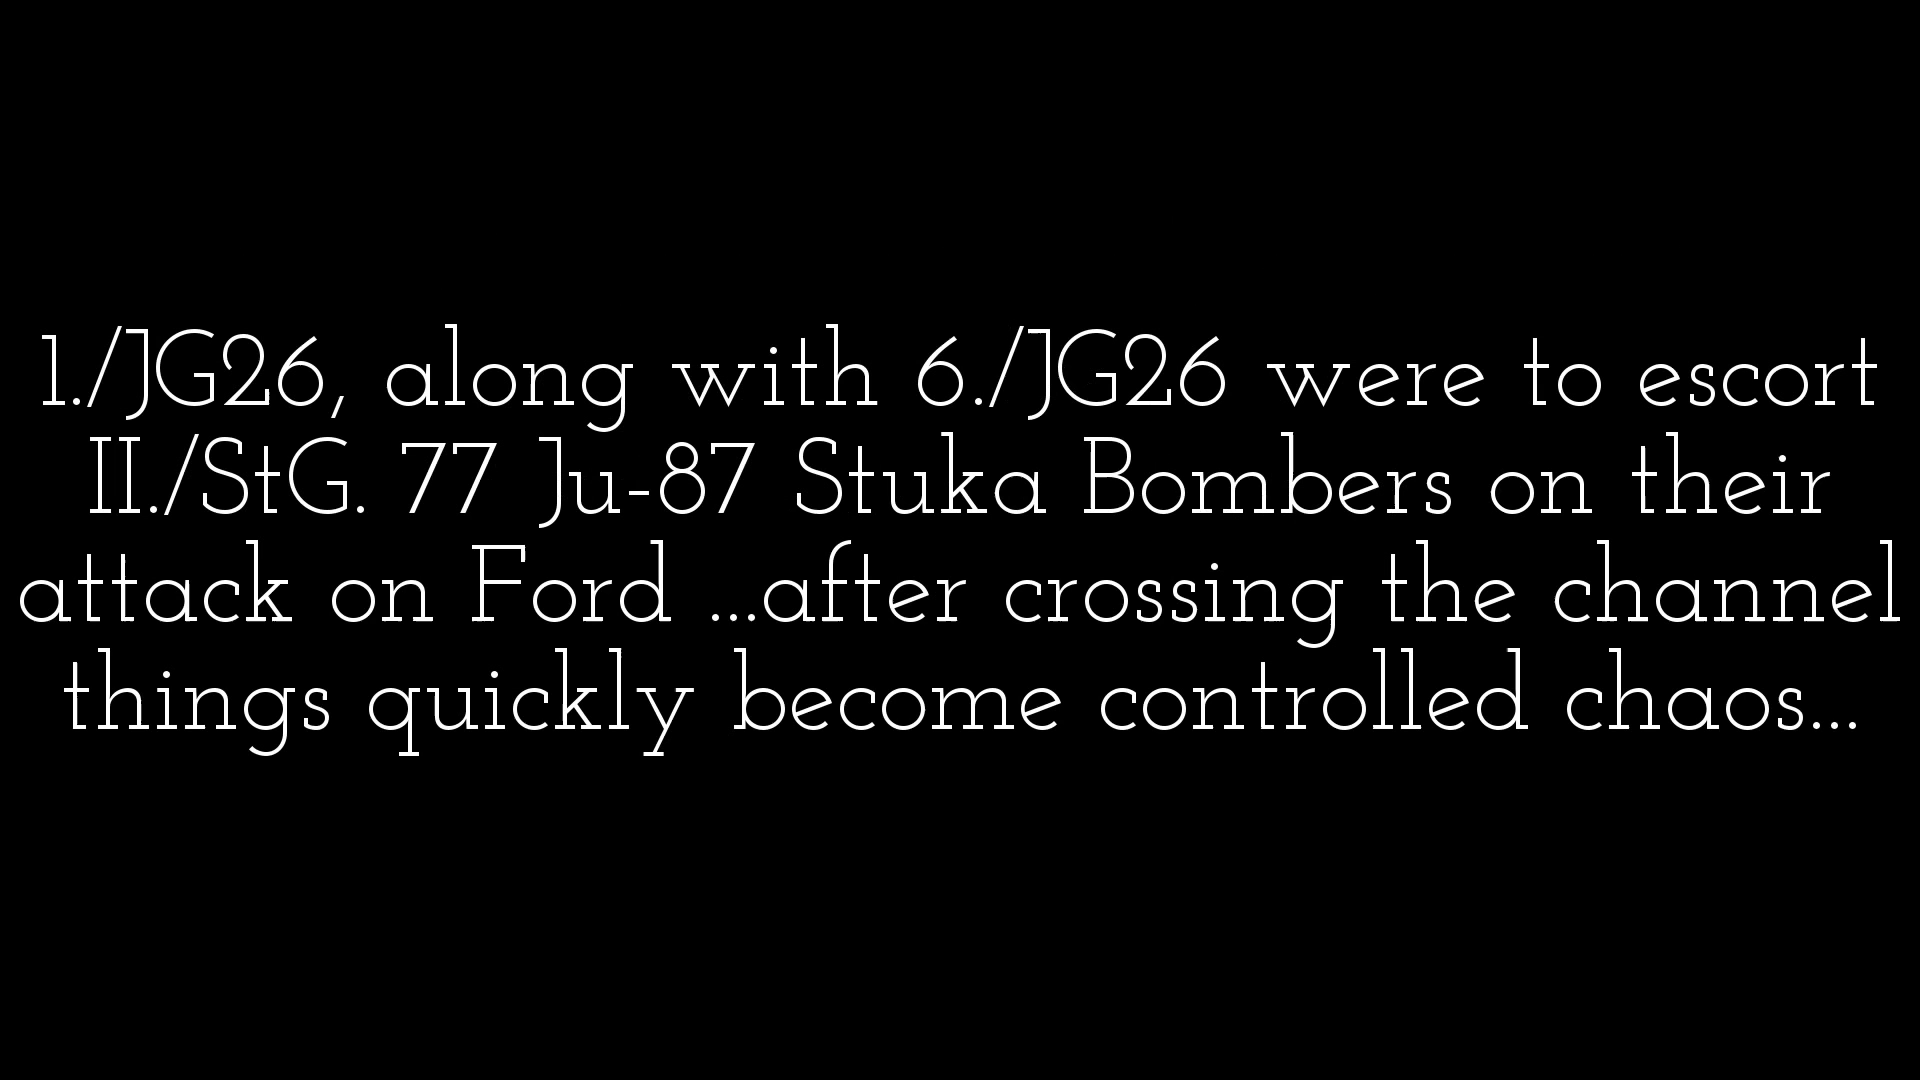 1./JG26, along with 6./JG26 were to escort
II./StG. 77 Ju-87 Stuka Bombers on their
attack on Ford ...after crossing the channel
things quickly become controlled chaos...